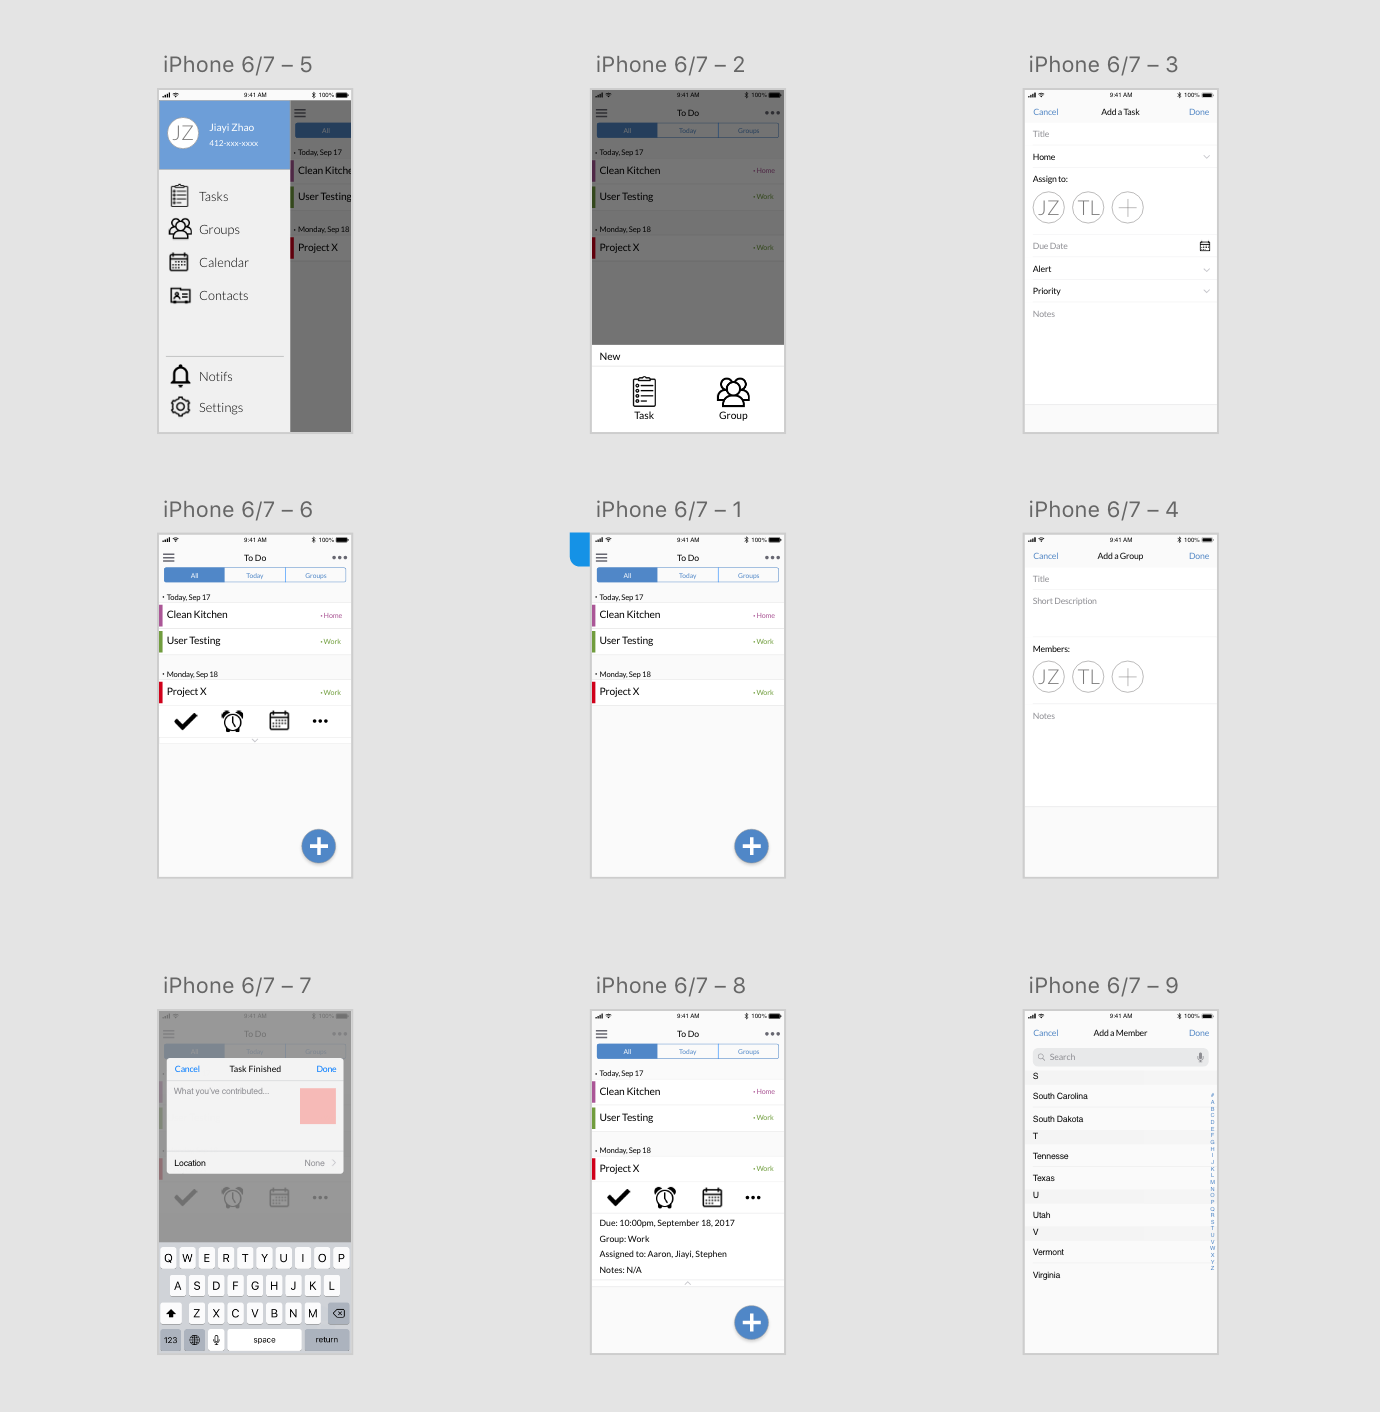 iPhone 6/7 – 5
9:41 AM
100%
JZ
Jiayi Zhao
412-xxx-xxxx
All
Today, Sep 17
Clean Kitche
User Testing
Monday, Sep 18
Project X
Tasks
Groups
Calendar
Contacts
Notifs
Settings
iPhone 6/7 – 2
9:41 AM
100%
To Do
All
Today
Groups
Today, Sep 17
Clean Kitchen
Home
User Testing
Work
Monday, Sep 18
Project X
Work
New
Task
Group
iPhone 6/7 – 3
9:41 AM
100%
Cancel
Add a Task
Done
Title
Home
Assign to:
JZ
TL
Due Date
Alert
Priority
Notes
iPhone 6/7 – 6
9:41 AM
100%
To Do
All
Today
Groups
Today, Sep 17
Clean Kitchen
Home
User Testing
Work
Monday, Sep 18
Project X
Work
iPhone 6/7 – 1
9:41 AM
100%
To Do
All
Today
Groups
Today, Sep 17
Clean Kitchen
Home
User Testing
Work
Monday, Sep 18
Project X
Work
iPhone 6/7 – 4
9:41 AM
100%
Cancel
Add a Group
Done
Title
Short Description
Members:
JZ
TL
Notes
iPhone 6/7 – 7
9:41 AM
100%
To Do
All
Today
Groups
Cancel
Task Finished
Done
What you've contributed...
Location
None
Q W E R T Y U I O P
A S D F G H J K L
Z X C V B N M
123
space
return
iPhone 6/7 – 8
9:41 AM
100%
To Do
All
Today
Groups
Today, Sep 17
Clean Kitchen
Home
User Testing
Work
Monday, Sep 18
Project X
Work
Due: 10:00pm, September 18, 2017
Group: Work
Assigned to: Aaron, Jiayi, Stephen
Notes: N/A
iPhone 6/7 – 9
9:41 AM
100%
Cancel
Add a Member
Done
Search
S
South Carolina
South Dakota
T
Tennesse
Texas
U
Utah
V
Vermont
Virginia
#
A
B
C
D
E
F
G
H
I
J
K
L
M
N
O
P
Q
R
S
T
U
V
W
X
Y
Z